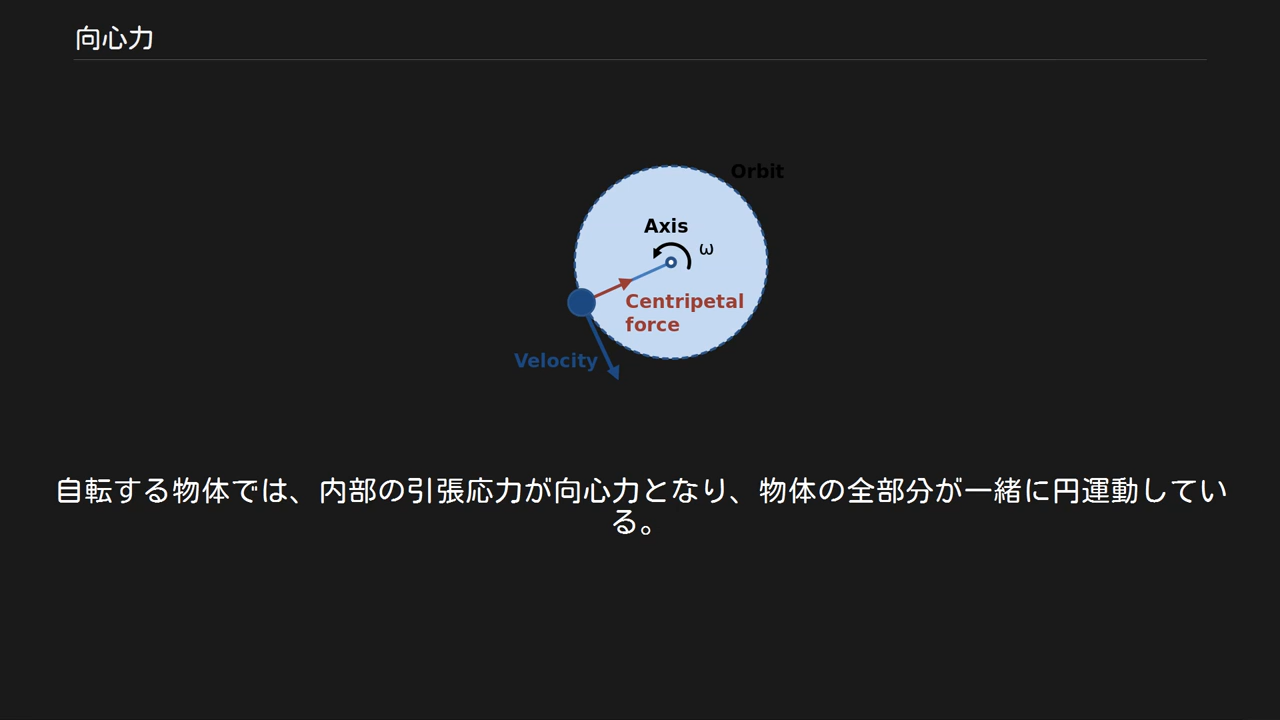 向心力
Orbit
Axis
ω
Centripetal
force
Velocity
自転する物体では、内部の引張応力が向心力となり、物体の全部分が一緒に円運動してい
る。